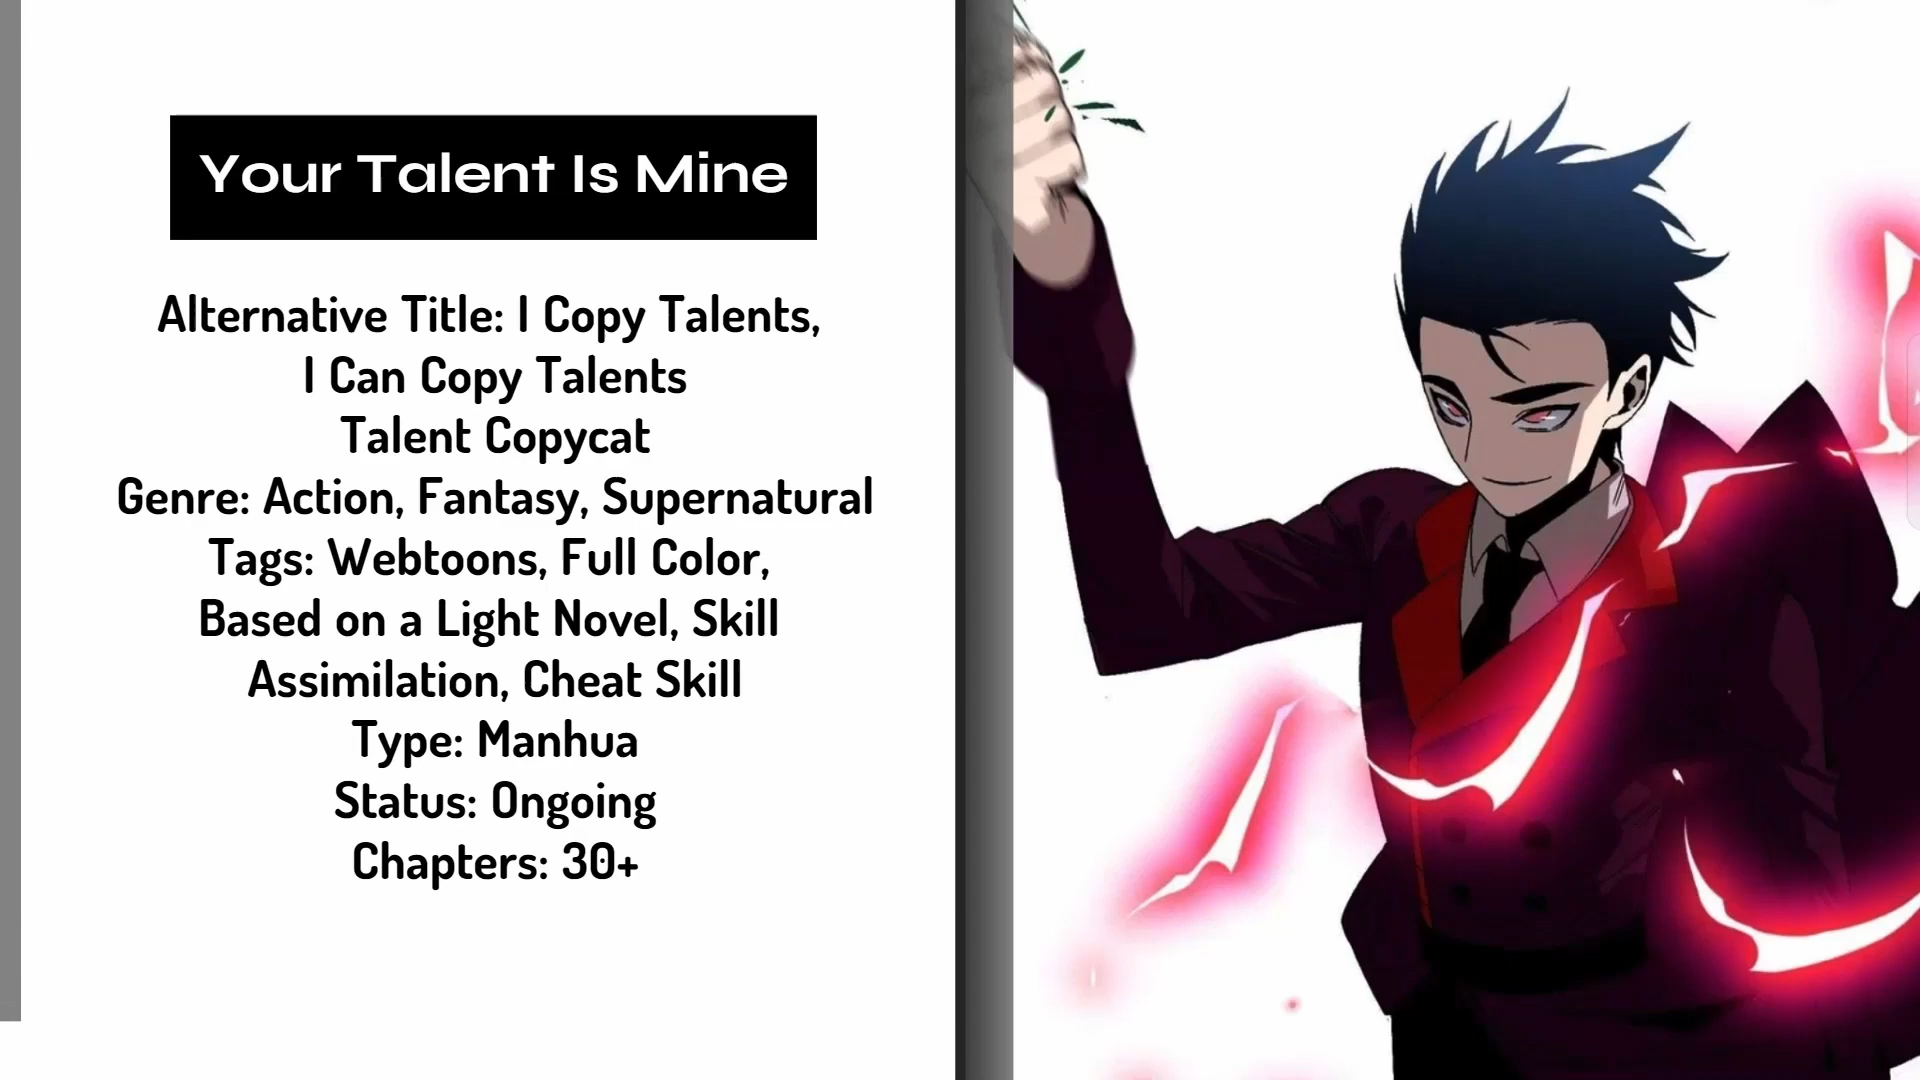 Your Talent Is Mine
Alternative Title: I Copy Talents,
I Can Copy Talents
Talent Copycat
Genre: Action, Fantasy, Supernatural
Tags: Webtoons, Full Color,
Based on a Light Novel, Skill
Assimilation, Cheat Skill
Type: Manhua
Status: Ongoing
Chapters: 30+